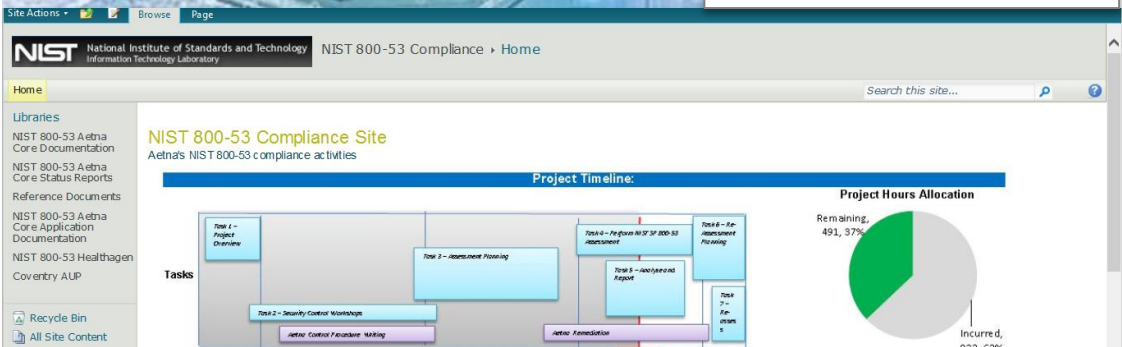 Site Actions
Browse
Page
NIST
National Institute of Standards and Technology
Information Technology Laboratory
NIST 800-53 Compliance › Home
Home
Search this site...
Libraries
NIST 800-53 Aetna
Core Documentation
NIST 800-53 Aetna
Core Status Reports
Reference Documents
NIST 800-53 Aetna
Core Application
Documentation
NIST 800-53 Healthagen
Coventry AUP
Recycle Bin
All Site Content
NIST 800-53 Compliance Site
Aetna's NIST 800-53 compliance activities
Project Timeline:
Tasks
Task 1 –
Project
Overview
Task 2 – Security Control Workshops
Aetna Control Procedure Writing
Task 3 – Assessment Planning
Task 4 – Perform NIST SP 800-53
Assessment
Task 5 – Analyse and
Report
Aetna Remediation
Task 6 – Re-
Assessment
Planning
Task
7 –
Re-
asses
s
Project Hours Allocation
Remaining,
491, 37%
Incurred,